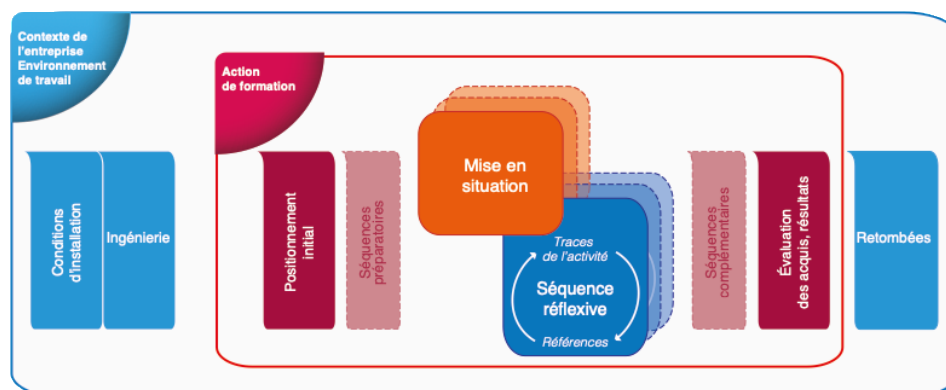 Contexte de
l'entreprise
Environnement
de travail
Action
de formation
Conditions
d'installation
Ingénierie
Positionnement
initial
Séquences
préparatoires
Mise en
situation
Traces
de l'activité
Séquence
réflexive
Références
Séquences
complémentaires
Évaluation
des acquis, résultats
Retombées